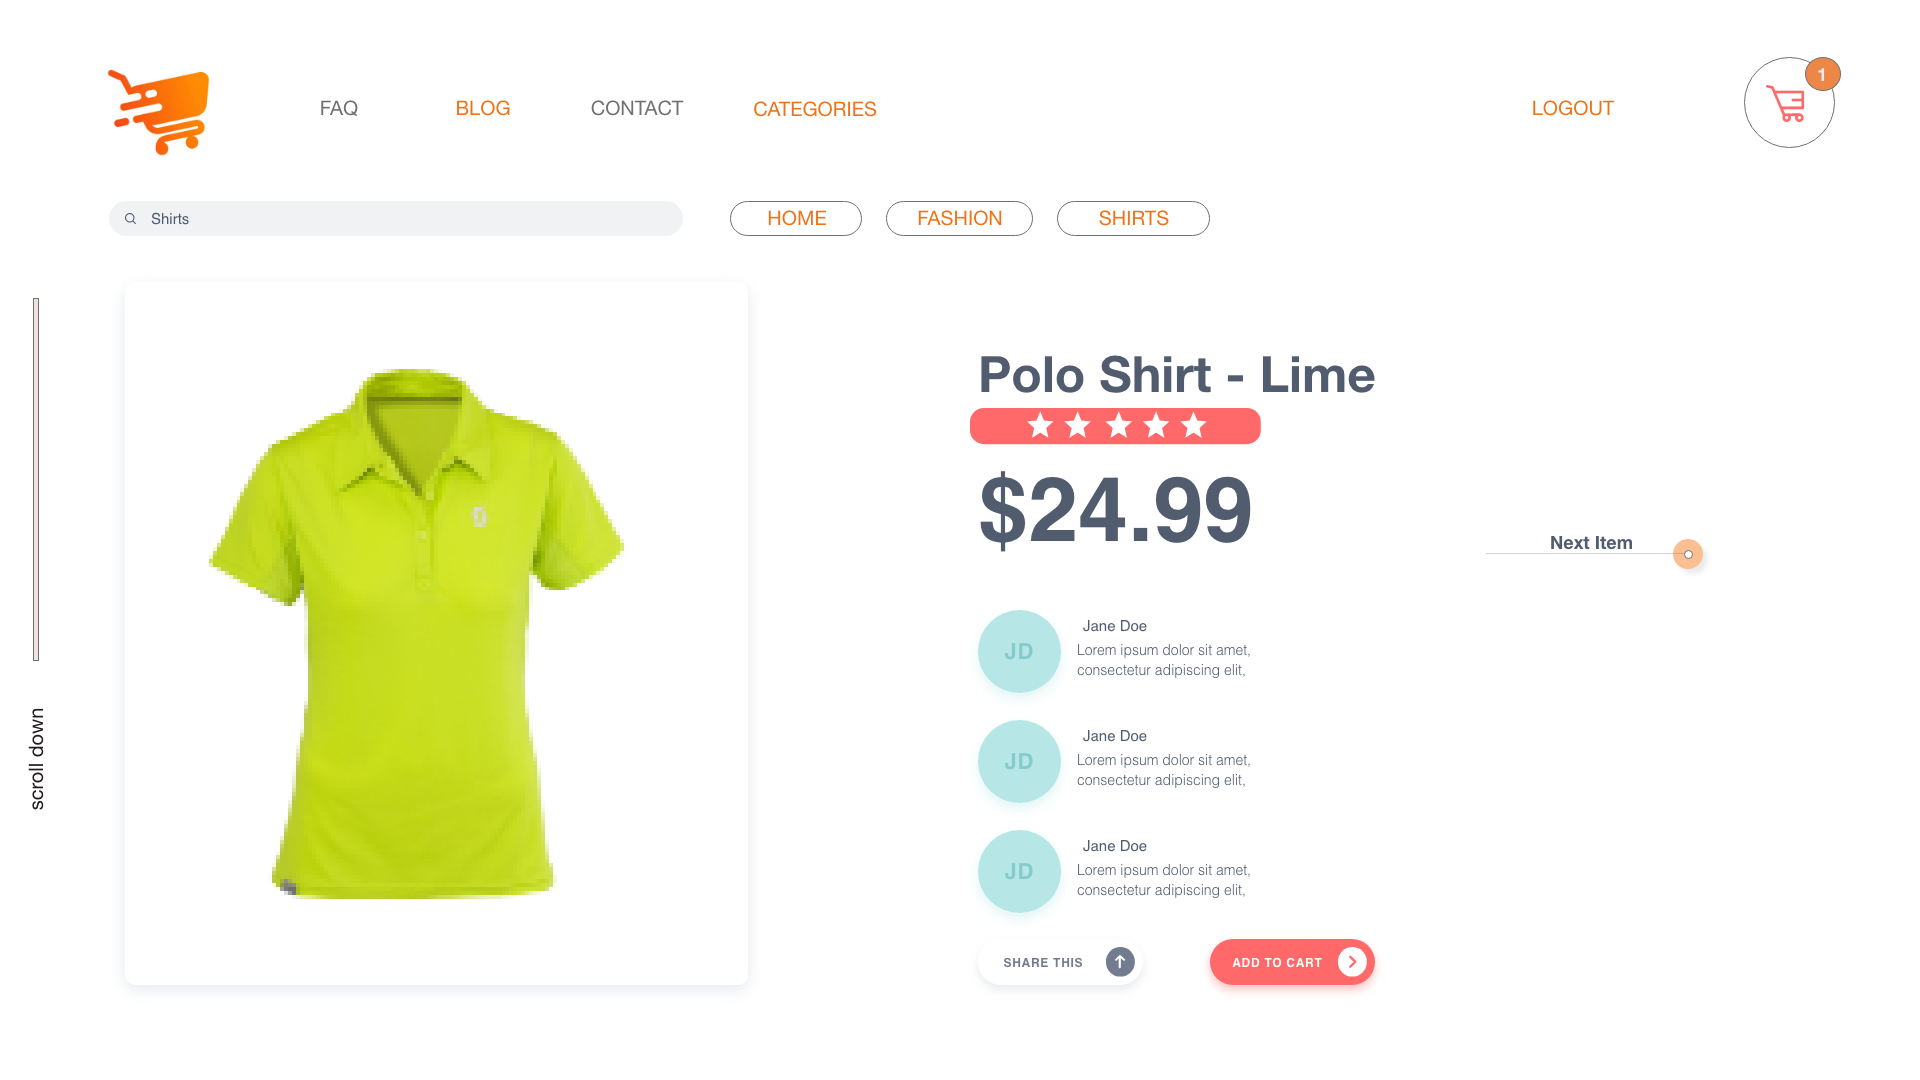 FAQ
BLOG
CONTACT
CATEGORIES
LOGOUT
1
Shirts
HOME
FASHION
SHIRTS
Polo Shirt - Lime
$24.99
Next Item
JD
Jane Doe
Lorem ipsum dolor sit amet,
consectetur adipiscing elit,
JD
Jane Doe
Lorem ipsum dolor sit amet,
consectetur adipiscing elit,
JD
Jane Doe
Lorem ipsum dolor sit amet,
consectetur adipiscing elit,
SHARE THIS
ADD TO CART
scroll down